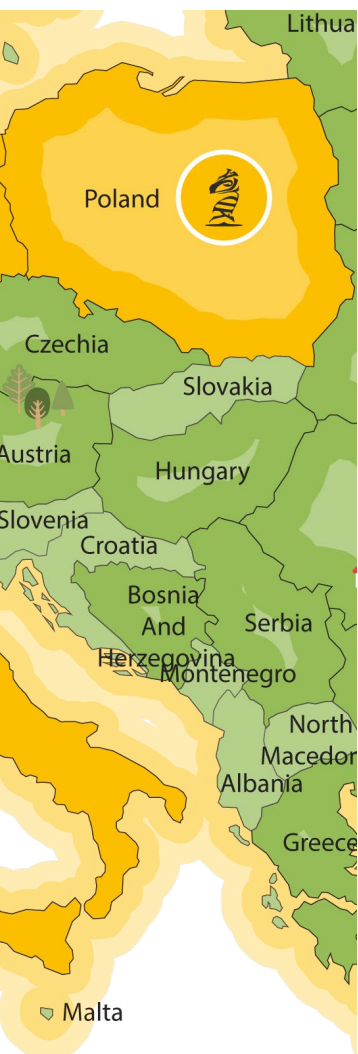 Lithua
Poland
Czechia
Slovakia
Austria
Hungary
Slovenia
Croatia
Bosnia
And
Herzegovina
Serbia
Montenegro
North
Macedon
Albania
Greece
Malta